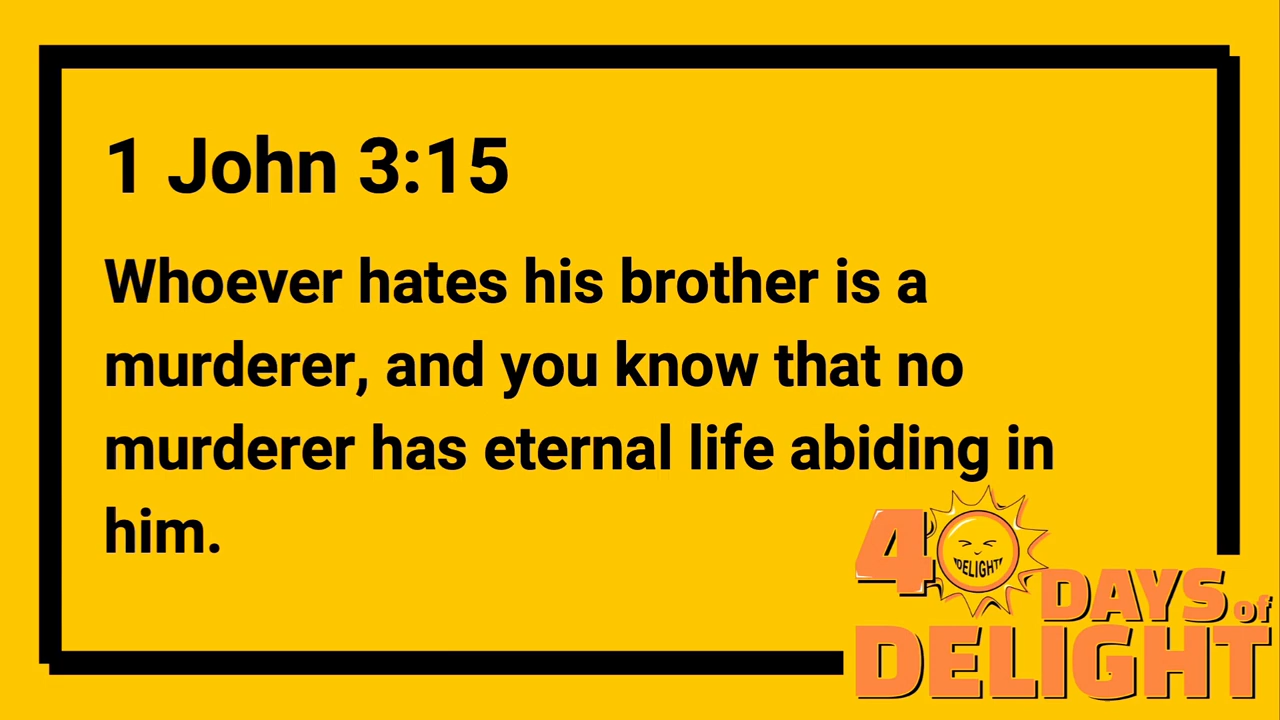 1 John 3:15
Whoever hates his brother is a
murderer, and you know that no
murderer has eternal life abiding in
him.
40
DELIGHT
DAYS of
DELIGHT